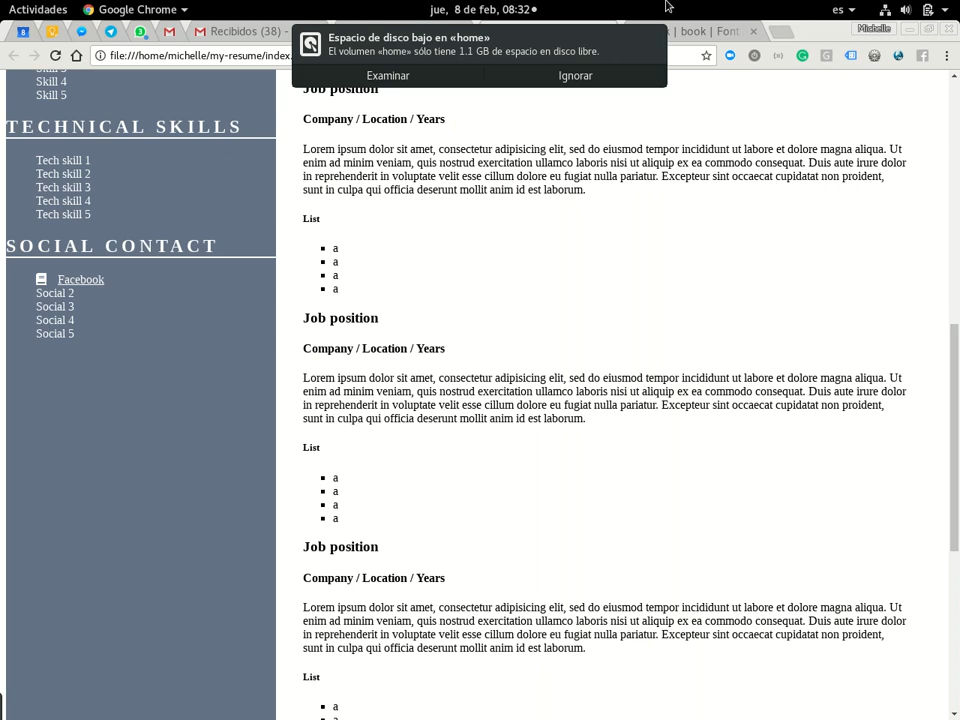 Actividades
Google Chrome
jue, 8 de feb, 08:32
es
8
3
Recibidos (38) -
Espacio de disco bajo en «home»
El volumen «home» sólo tiene 1.1 GB de espacio en disco libre.
Examinar
Ignorar
| book | Font
Michelle
file:///home/michelle/my-resume/index.
Skill 4
Skill 5
TECHNICAL SKILLS
Tech skill 1
Tech skill 2
Tech skill 3
Tech skill 4
Tech skill 5
SOCIAL CONTACT
Facebook
Social 2
Social 3
Social 4
Social 5
Job position
Company / Location / Years
Lorem ipsum dolor sit amet, consectetur adipisicing elit, sed do eiusmod tempor incididunt ut labore et dolore magna aliqua. Ut
enim ad minim veniam, quis nostrud exercitation ullamco laboris nisi ut aliquip ex ea commodo consequat. Duis aute irure dolor
in reprehenderit in voluptate velit esse cillum dolore eu fugiat nulla pariatur. Excepteur sint occaecat cupidatat non proident,
sunt in culpa qui officia deserunt mollit anim id est laborum.
List
a
a
a
a
Job position
Company / Location / Years
Lorem ipsum dolor sit amet, consectetur adipisicing elit, sed do eiusmod tempor incididunt ut labore et dolore magna aliqua. Ut
enim ad minim veniam, quis nostrud exercitation ullamco laboris nisi ut aliquip ex ea commodo consequat. Duis aute irure dolor
in reprehenderit in voluptate velit esse cillum dolore eu fugiat nulla pariatur. Excepteur sint occaecat cupidatat non proident,
sunt in culpa qui officia deserunt mollit anim id est laborum.
List
a
a
a
a
Job position
Company / Location / Years
Lorem ipsum dolor sit amet, consectetur adipisicing elit, sed do eiusmod tempor incididunt ut labore et dolore magna aliqua. Ut
enim ad minim veniam, quis nostrud exercitation ullamco laboris nisi ut aliquip ex ea commodo consequat. Duis aute irure dolor
in reprehenderit in voluptate velit esse cillum dolore eu fugiat nulla pariatur. Excepteur sint occaecat cupidatat non proident,
sunt in culpa qui officia deserunt mollit anim id est laborum.
List
a